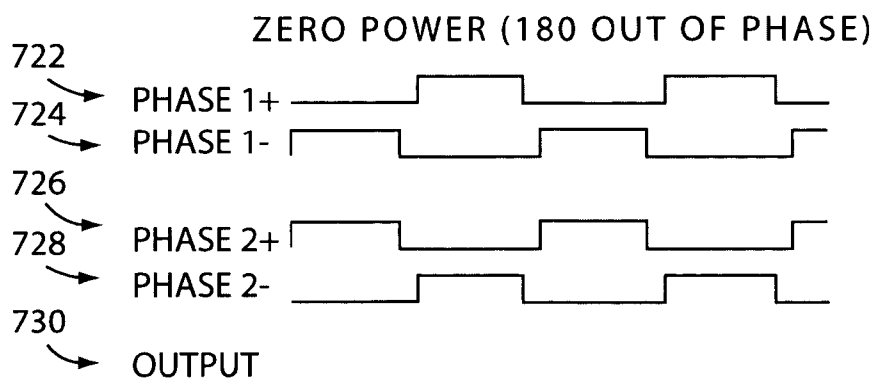 ZERO POWER (180 OUT OF PHASE)
722
PHASE 1+
724
PHASE 1-
726
PHASE 2+
728
PHASE 2-
730
OUTPUT